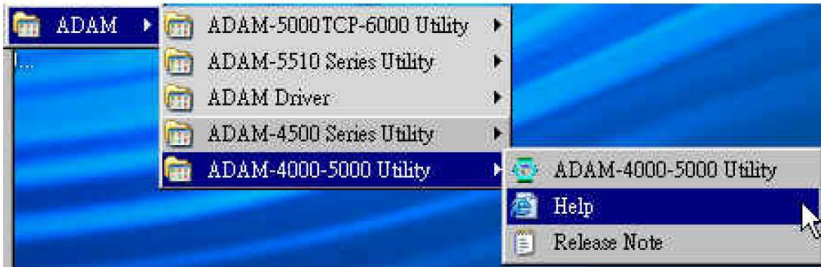 ADAM
ADAM-5000TCP-6000 Utility
ADAM-5510 Series Utility
ADAM Driver
ADAM-4500 Series Utility
ADAM-4000-5000 Utility
ADAM-4000-5000 Utility
Help
Release Note